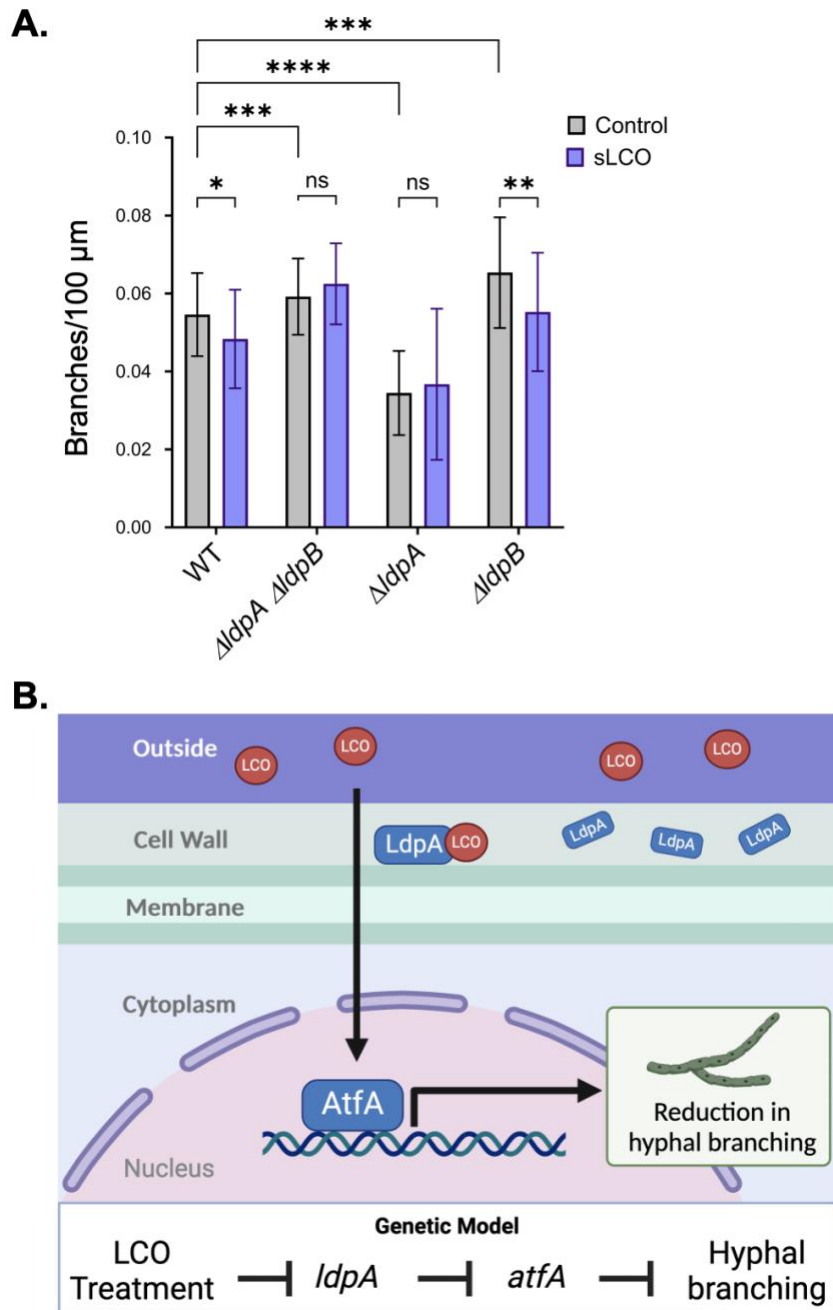 A.
***
****
***
* ns ns **
Control
sLCO
Branches/100 µm
0.10
0.08
0.06
0.04
0.02
0.00
WT
ΔldpA ΔldpB
ΔldpA
ΔldpB
B.
Outside
LCO
LCO
LCO
LCO
Cell Wall
LdpA
LCO
LdpA
LdpA
LdpA
Membrane
Cytoplasm
AtfA
Reduction in
hyphal branching
Nucleus
Genetic Model
LCO
Treatment
ldpA
atfA
Hyphal
branching